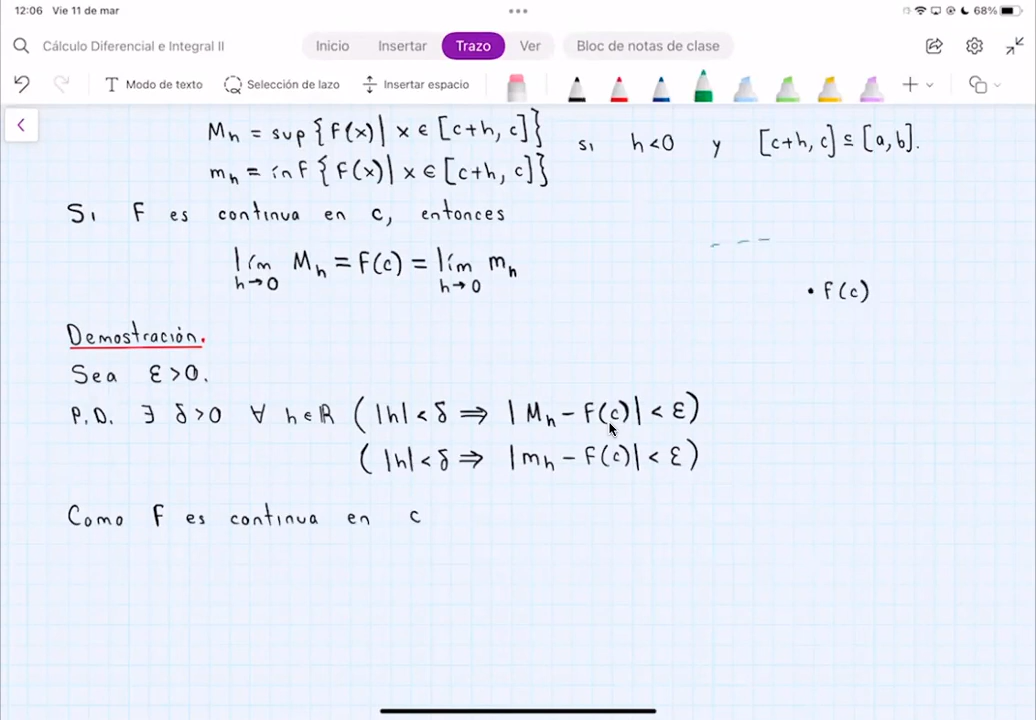 12:06 Vie 11 de mar
68%
Cálculo Diferencial e Integral II
Inicio Insertar Trazo Ver Bloc de notas de clase
Modo de texto Selección de lazo Insertar espacio
Mh = sup {F(x)| x ∈ [c+h, c]}
si h<0 y [c+h, c] ⊆ [a, b].
mh = inF {F(x)| x ∈ [c+h, c]}
Si F es continua en c, entonces
lím Mh = F(c) = lím mh
h→0 h→0
• F(c)
Demostración.
Sea ε>0.
P.D. ∃ δ>0 ∀ h∈ℝ (|h|<δ ⟹ |Mh − F(c)| < ε)
(|h|<δ ⟹ |mh − F(c)| < ε)
Como F es continua en c